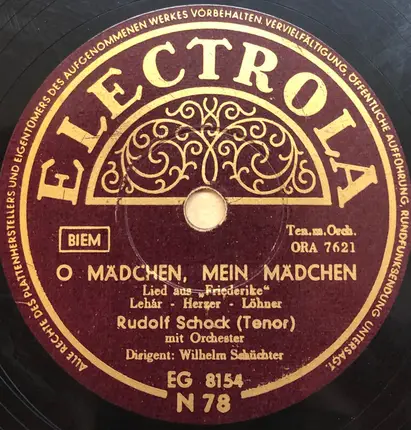 ALLE RECHTE DES PLATTENHERSTELLERS UND EIGENTÜMERS DES AUFGENOMMENEN WERKES VORBEHALTEN. VERVIELFÄLTIGUNG, ÖFFENTLICHE AUFFÜHRUNG, RUNDFUNKSENDUNG UNTERSAGT.
ELECTROLA
BIEM
Ten.m.Orch.
ORA 7621
O MÄDCHEN, MEIN MÄDCHEN
Lied aus „Friederike"
Lehár - Herzer - Löhner
Rudolf Schock (Tenor)
mit Orchester
Dirigent: Wilhelm Schüchter
EG 8154
N 78